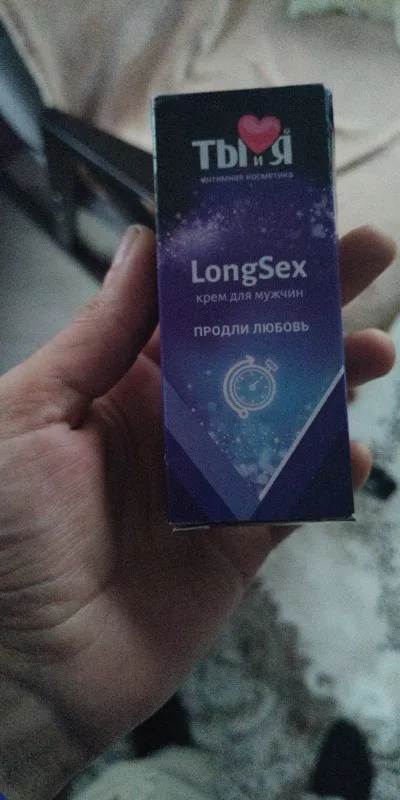 ТЫ и Я
интимная косметика
LongSex
крем для мужчин
ПРОДЛИ ЛЮБОВЬ